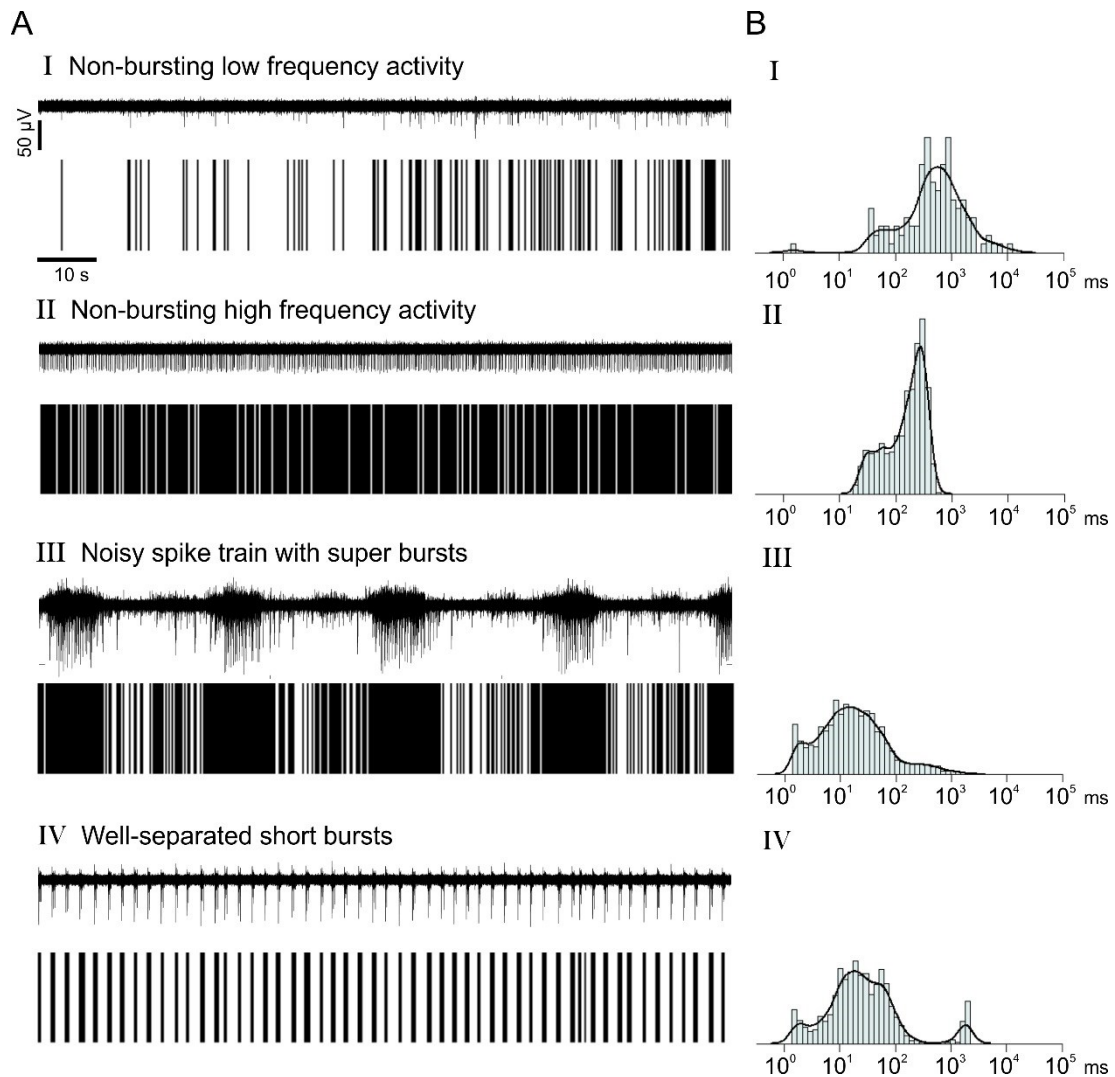 A
B
I Non-bursting low frequency activity
I
50 µV
10 s
10⁰ 10¹ 10² 10³ 10⁴ 10⁵ ms
II Non-bursting high frequency activity
II
10⁰ 10¹ 10² 10³ 10⁴ 10⁵ ms
III Noisy spike train with super bursts
III
10⁰ 10¹ 10² 10³ 10⁴ 10⁵ ms
IV Well-separated short bursts
IV
10⁰ 10¹ 10² 10³ 10⁴ 10⁵ ms